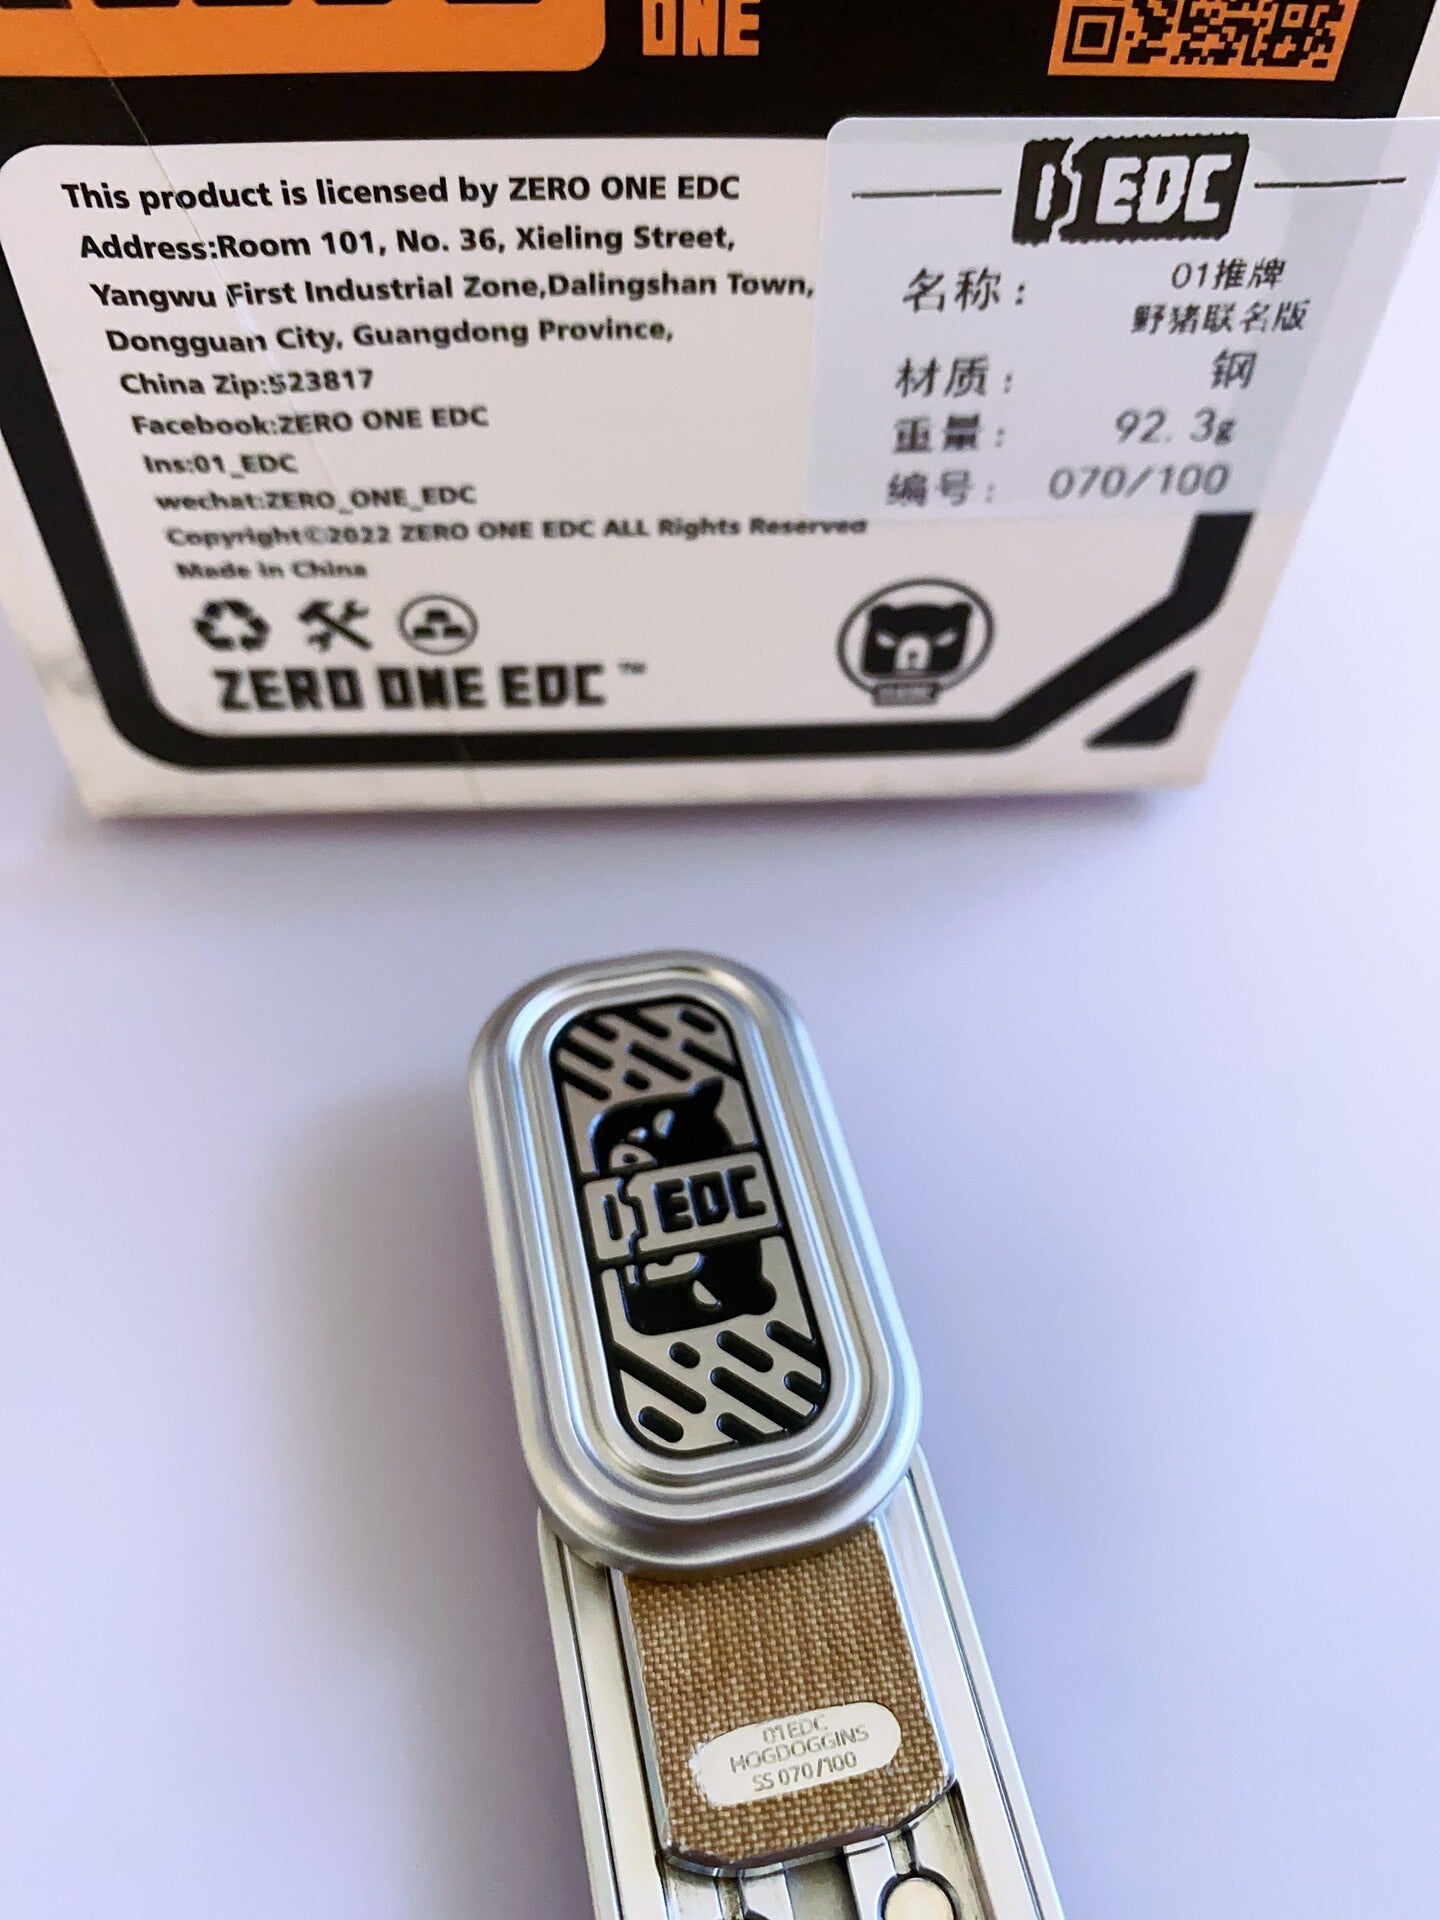 ONE
This product is licensed by ZERO ONE EDC
Address:Room 101, No. 36, Xieling Street,
Yangwu First Industrial Zone,Dalingshan Town,
Dongguan City, Guangdong Province,
China Zip:523817
Facebook:ZERO ONE EDC
Ins:01_EDC
wechat:ZERO_ONE_EDC
Copyright©2022 ZERO ONE EDC ALL Rights Reserved
Made in China
ZERO ONE EDC™
01 EDC
名称: 01推牌
野猪联名版
材质: 钢
重量: 92.3g
编号: 070/100
01 EDC
01EDC
HOGDOGGINS
SS 070/100